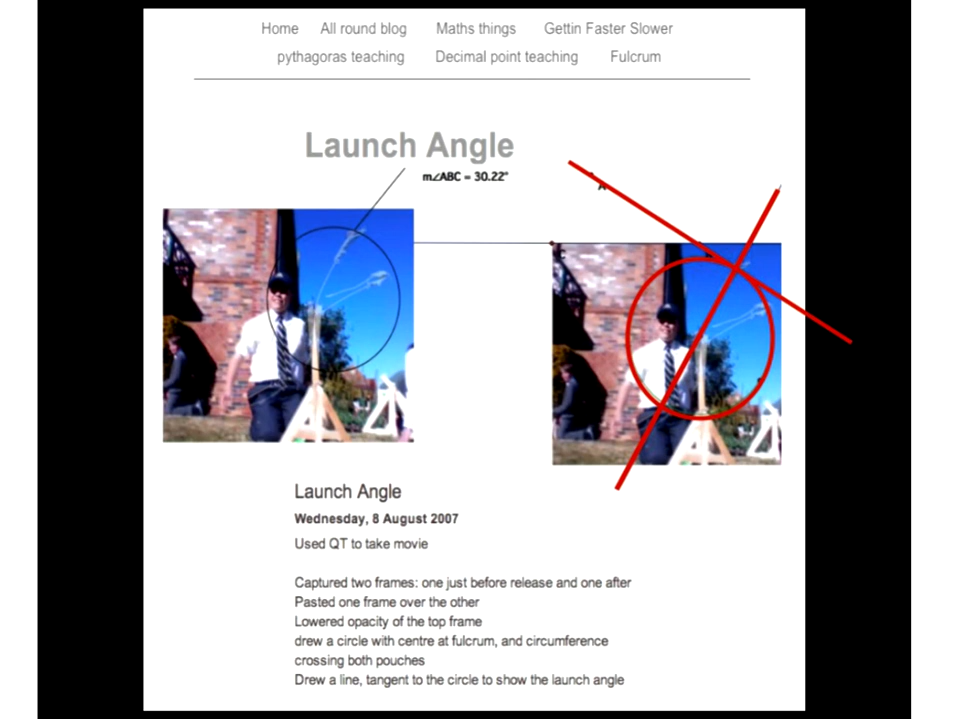 Home All round blog Maths things Gettin Faster Slower
pythagoras teaching Decimal point teaching Fulcrum
Launch Angle
m∠ABC = 30.22°
A
C
Launch Angle
Wednesday, 8 August 2007
Used QT to take movie
Captured two frames: one just before release and one after
Pasted one frame over the other
Lowered opacity of the top frame
drew a circle with centre at fulcrum, and circumference
crossing both pouches
Drew a line, tangent to the circle to show the launch angle